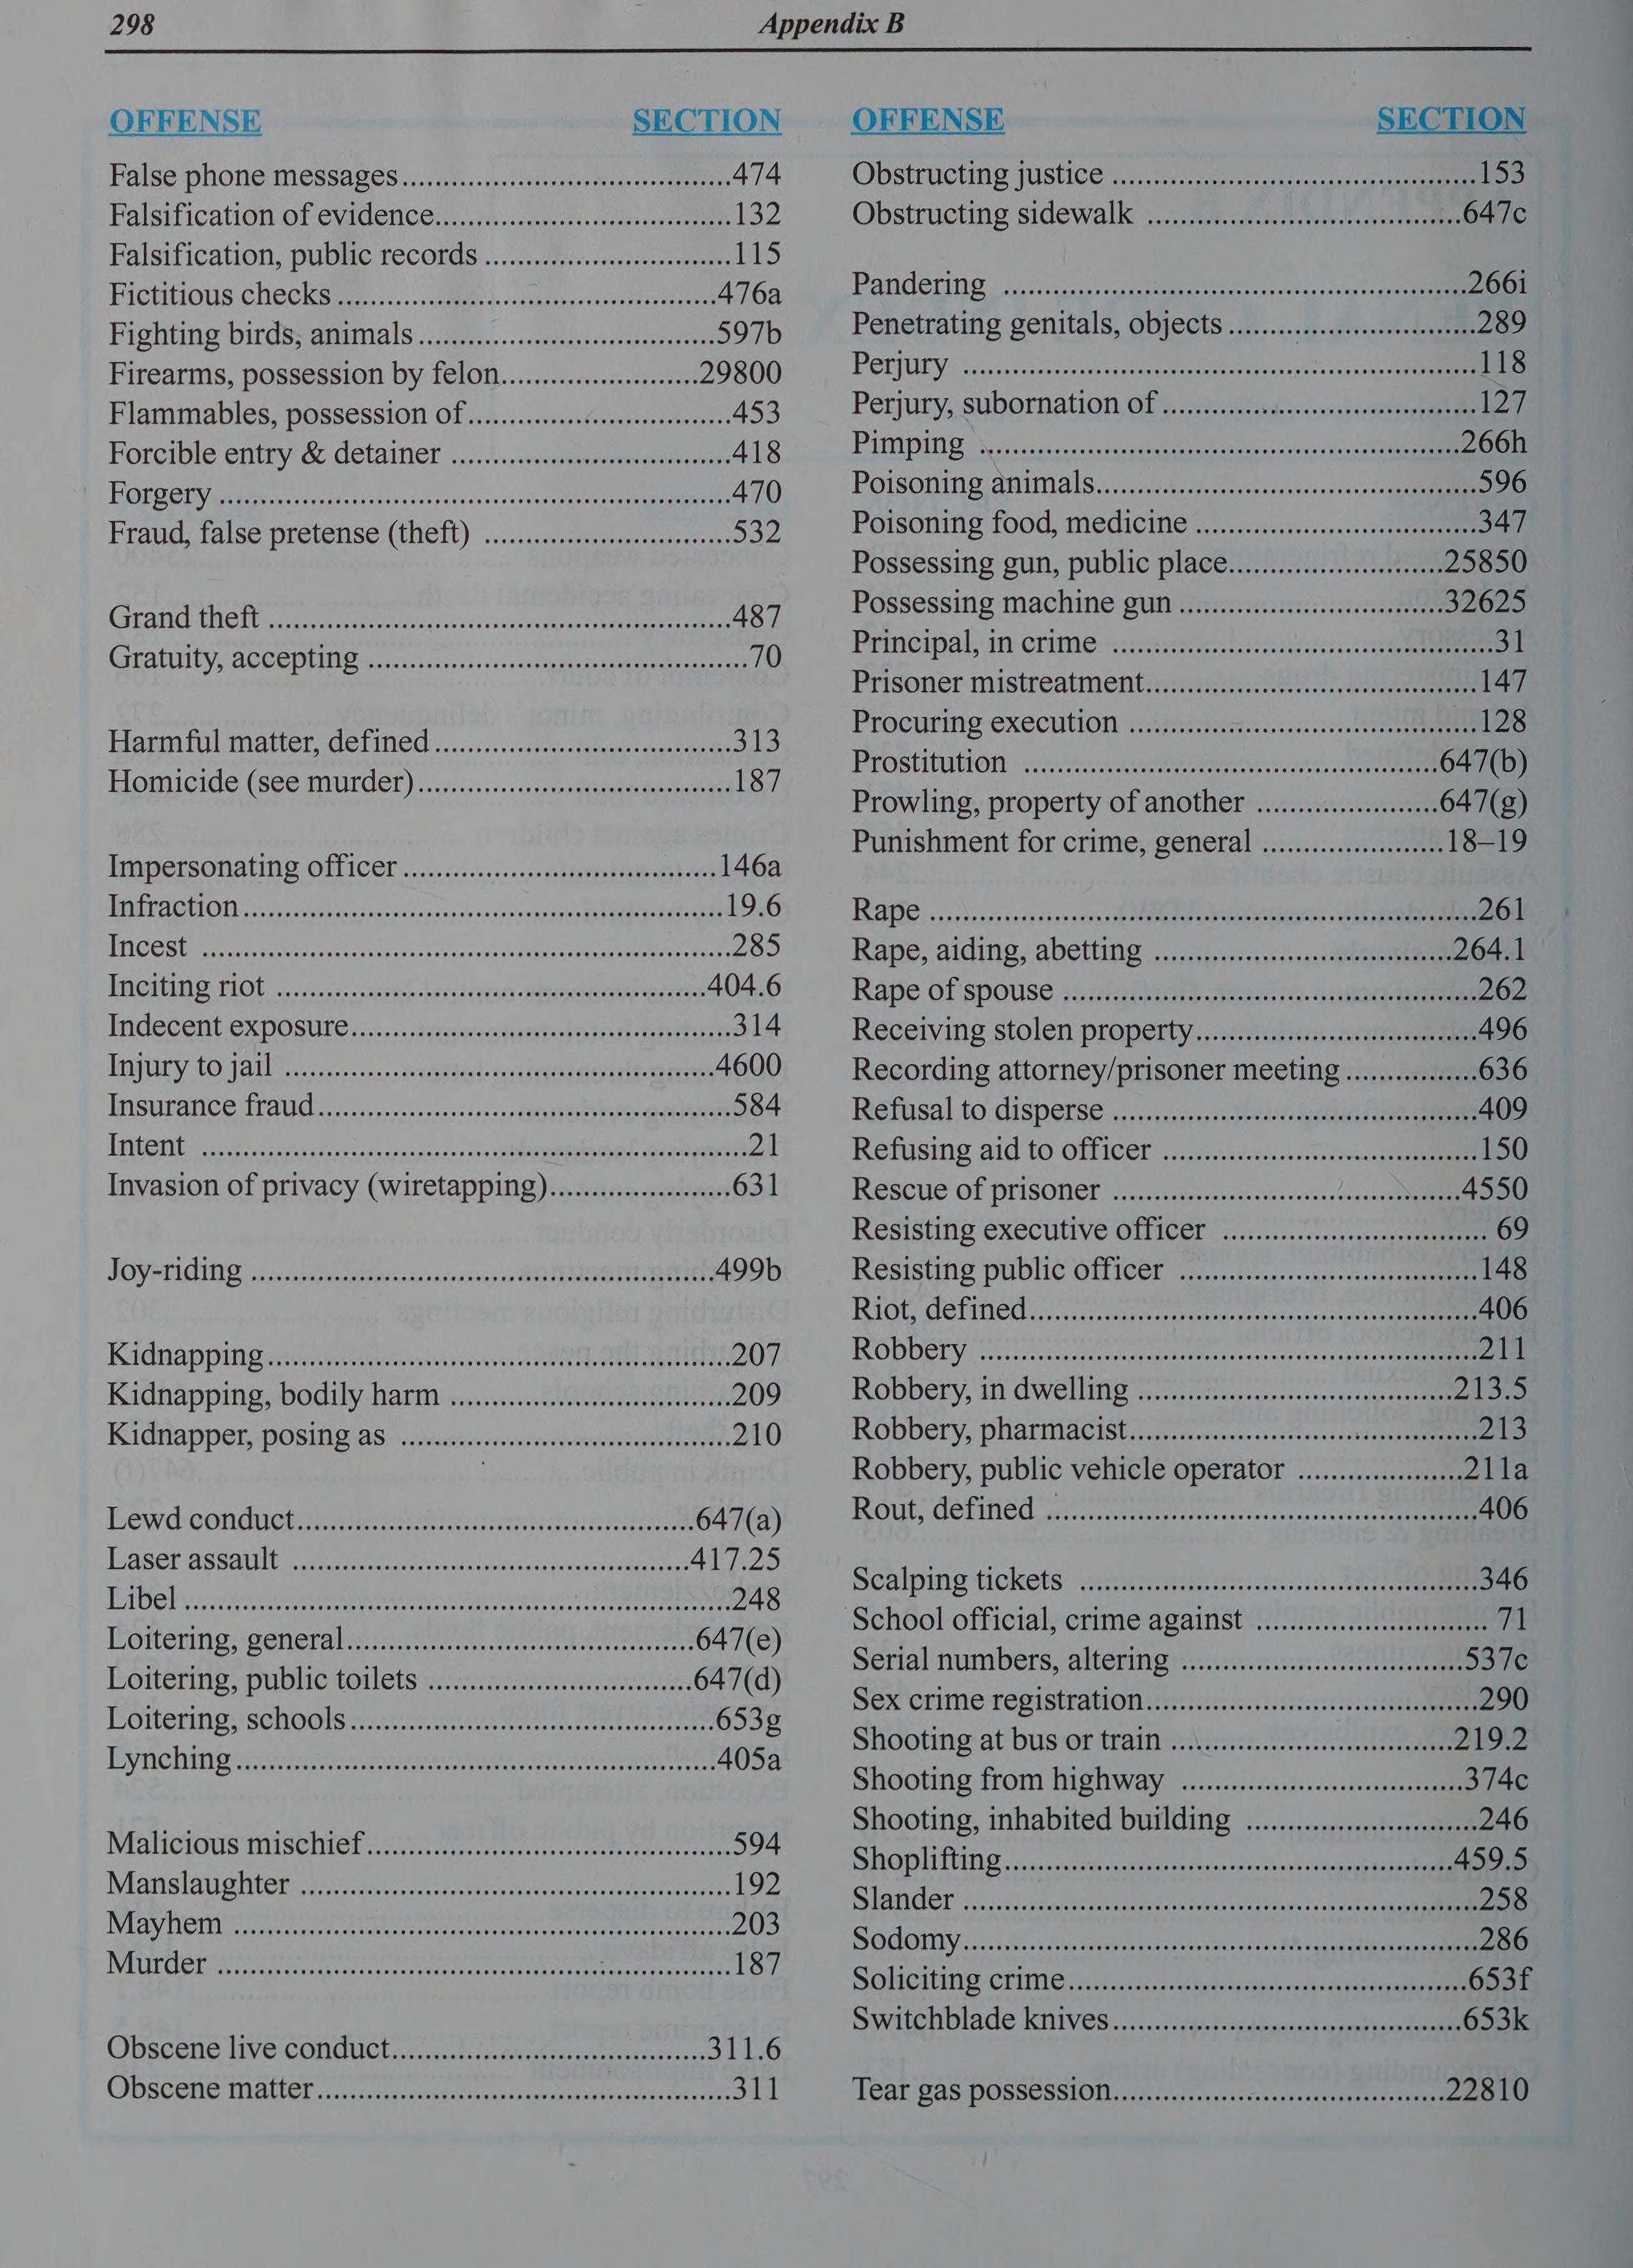 298
Appendix B
OFFENSE SECTION
False phone messages........................................474
Falsification of evidence....................................132
Falsification, public records ..............................115
Fictitious checks ..............................................476a
Fighting birds, animals ....................................597b
Firearms, possession by felon........................29800
Flammables, possession of................................453
Forcible entry & detainer ..................................418
Forgery ..............................................................470
Fraud, false pretense (theft) ..............................532
Grand theft ........................................................487
Gratuity, accepting ..............................................70
Harmful matter, defined....................................313
Homicide (see murder)......................................187
Impersonating officer ......................................146a
Infraction ..........................................................19.6
Incest ................................................................285
Inciting riot ....................................................404.6
Indecent exposure..............................................314
Injury to jail ....................................................4600
Insurance fraud..................................................584
Intent ..................................................................21
Invasion of privacy (wiretapping)......................631
Joy-riding ........................................................499b
Kidnapping........................................................207
Kidnapping, bodily harm ..................................209
Kidnapper, posing as ........................................210
Lewd conduct................................................647(a)
Laser assault ................................................417.25
Libel ..................................................................248
Loitering, general..........................................647(e)
Loitering, public toilets ................................647(d)
Loitering, schools............................................653g
Lynching..........................................................405a
Malicious mischief............................................594
Manslaughter ....................................................192
Mayhem ............................................................203
Murder ..............................................................187
Obscene live conduct......................................311.6
Obscene matter..................................................311
OFFENSE SECTION
Obstructing justice ............................................153
Obstructing sidewalk ......................................647c
Pandering ........................................................266i
Penetrating genitals, objects ..............................289
Perjury ..............................................................118
Perjury, subornation of ......................................127
Pimping ..........................................................266h
Poisoning animals..............................................596
Poisoning food, medicine ..................................347
Possessing gun, public place..........................25850
Possessing machine gun ................................32625
Principal, in crime ..............................................31
Prisoner mistreatment........................................147
Procuring execution ..........................................128
Prostitution ..................................................647(b)
Prowling, property of another ......................647(g)
Punishment for crime, general ......................18–19
Rape ..................................................................261
Rape, aiding, abetting ....................................264.1
Rape of spouse ..................................................262
Receiving stolen property..................................496
Recording attorney/prisoner meeting ................636
Refusal to disperse ............................................409
Refusing aid to officer ......................................150
Rescue of prisoner ..........................................4550
Resisting executive officer ................................ 69
Resisting public officer ....................................148
Riot, defined......................................................406
Robbery ............................................................211
Robbery, in dwelling ......................................213.5
Robbery, pharmacist..........................................213
Robbery, public vehicle operator ....................211a
Rout, defined ....................................................406
Scalping tickets ................................................346
School official, crime against ............................ 71
Serial numbers, altering ..................................537c
Sex crime registration........................................290
Shooting at bus or train ..................................219.2
Shooting from highway ..................................374c
Shooting, inhabited building ............................246
Shoplifting......................................................459.5
Slander ..............................................................258
Sodomy..............................................................286
Soliciting crime................................................653f
Switchblade knives..........................................653k
Tear gas possession........................................22810